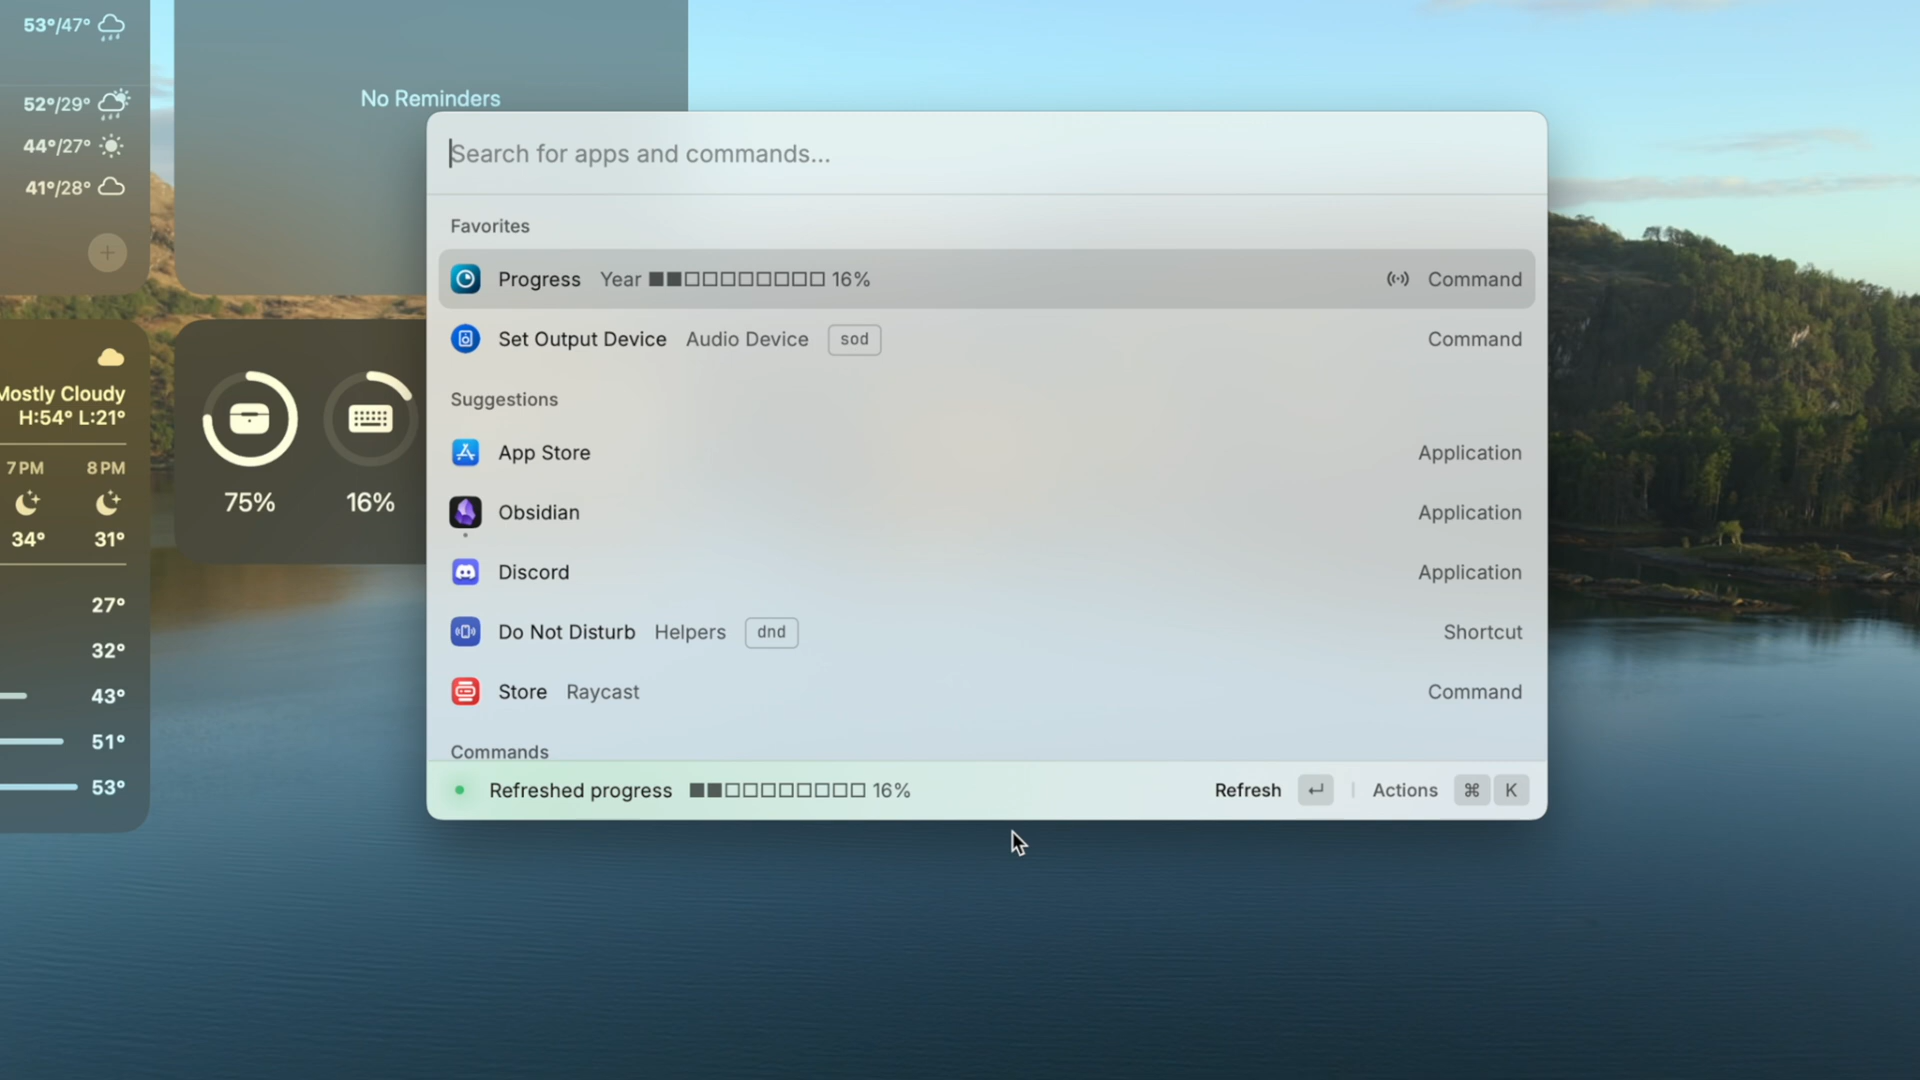 53°/47°
52°/29°
44°/27°
41°/28°
No Reminders
Mostly Cloudy
H:54° L:21°
7 PM 8 PM
34° 31°
27°
32°
43°
51°
53°
75% 16%
Search for apps and commands...
Favorites
Progress Year ■■□□□□□□□□ 16% Command
Set Output Device Audio Device sod Command
Suggestions
App Store Application
Obsidian Application
Discord Application
Do Not Disturb Helpers dnd Shortcut
Store Raycast Command
Commands
Refreshed progress ■■□□□□□□□□ 16% Refresh ↵ | Actions ⌘ K